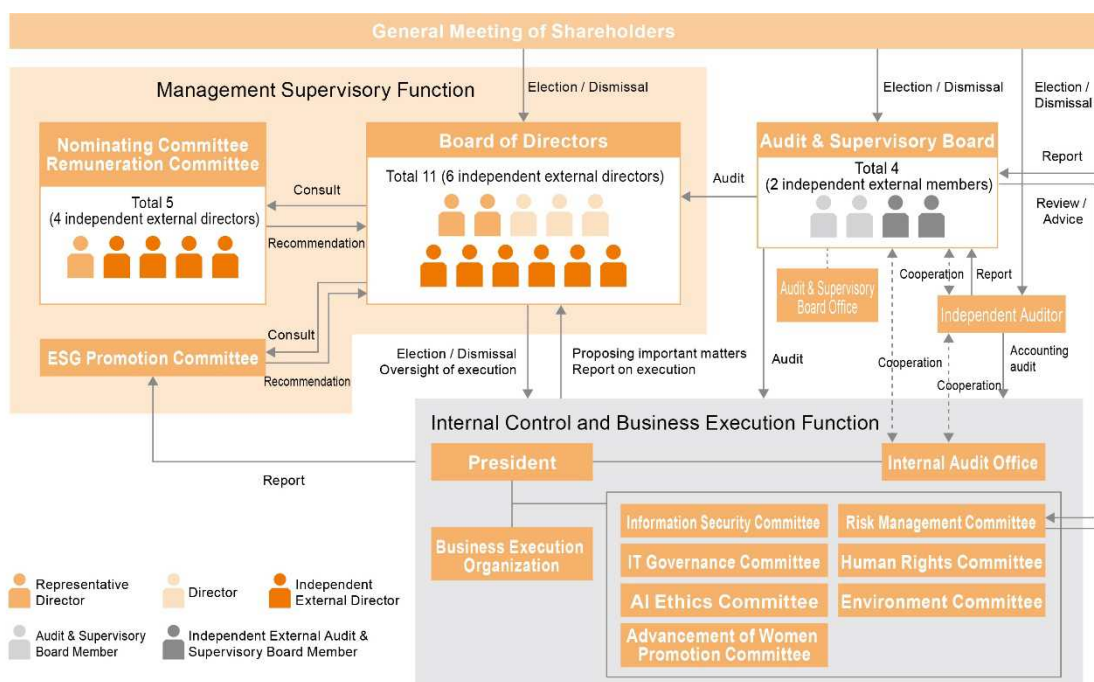 General Meeting of Shareholders
Management Supervisory Function
Election / Dismissal
Election / Dismissal
Election /
Dismissal
Nominating Committee
Remuneration Committee
Total 5
(4 independent external directors)
Consult
Recommendation
Board of Directors
Total 11 (6 independent external directors)
Audit
Audit & Supervisory Board
Total 4
(2 independent external members)
Report
Review /
Advice
Audit & Supervisory
Board Office
Cooperation
Report
Independent Auditor
ESG Promotion Committee
Consult
Recommendation
Election / Dismissal
Oversight of execution
Proposing important matters
Report on execution
Audit
Cooperation
Cooperation
Accounting
audit
Report
Internal Control and Business Execution Function
President
Internal Audit Office
Business Execution
Organization
Information Security Committee
Risk Management Committee
IT Governance Committee
Human Rights Committee
AI Ethics Committee
Environment Committee
Advancement of Women
Promotion Committee
Representative
Director
Director
Independent
External Director
Audit & Supervisory
Board Member
Independent External Audit &
Supervisory Board Member